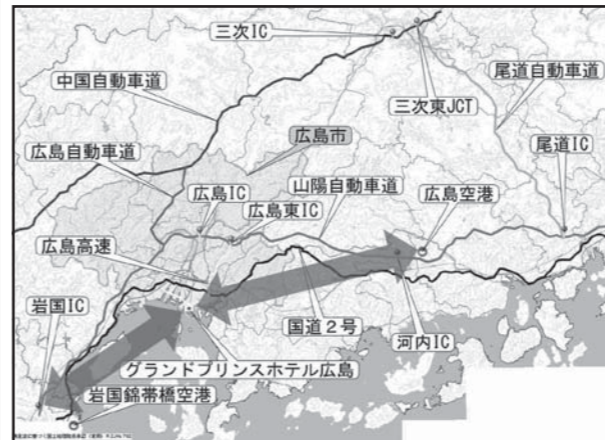 三次IC
中国自動車道
尾道自動車道
三次東JCT
広島市
広島自動車道
尾道IC
広島IC
山陽自動車道
広島空港
広島東IC
広島高速
岩国IC
国道2号
河内IC
グランドプリンスホテル広島
岩国錦帯橋空港